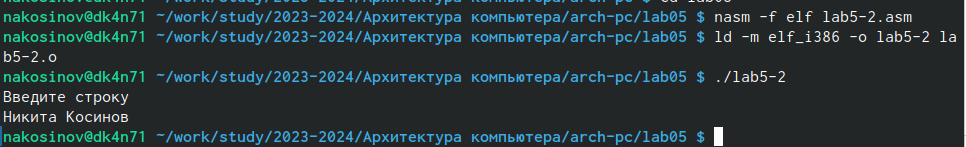 nakosinov@dk4n71 ~/work/study/2023-2024/Архитектура компьютера/arch-pc/lab05 $ nasm -f elf lab5-2.asm
nakosinov@dk4n71 ~/work/study/2023-2024/Архитектура компьютера/arch-pc/lab05 $ ld -m elf_i386 -o lab5-2 la
b5-2.o
nakosinov@dk4n71 ~/work/study/2023-2024/Архитектура компьютера/arch-pc/lab05 $ ./lab5-2
Введите строку
Никита Косинов
nakosinov@dk4n71 ~/work/study/2023-2024/Архитектура компьютера/arch-pc/lab05 $